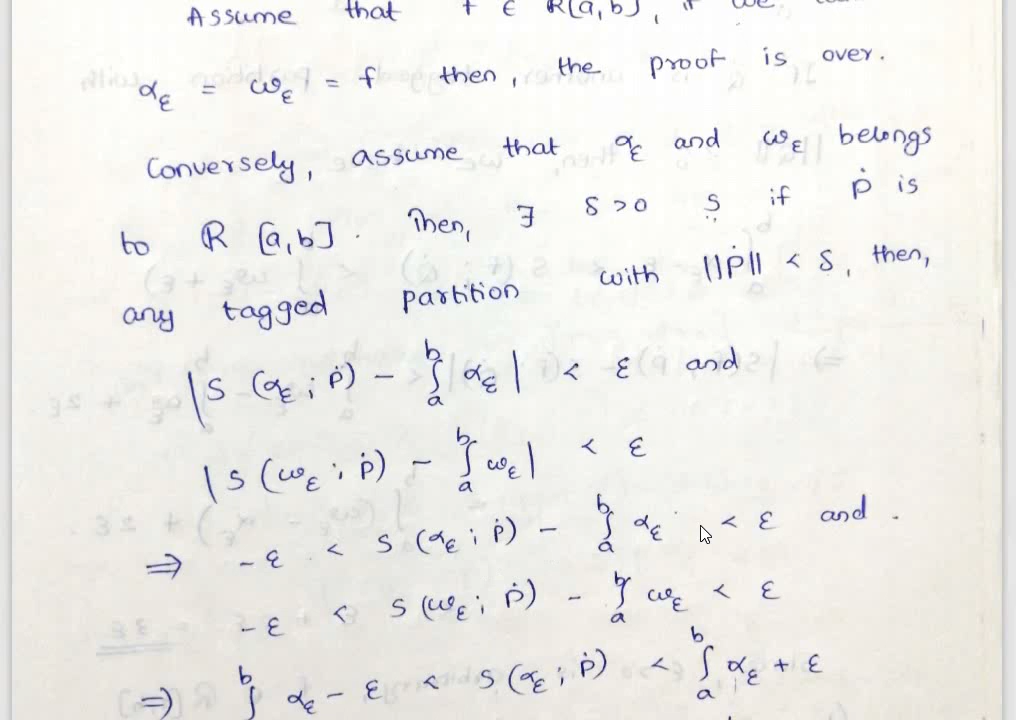 Assume that f ε R[a,b], if we
α_ε = ω_ε = f then, the proof is over.
Conversely, assume that α_ε and ω_ε belongs
to R [a,b]. Then, ∃ δ > 0 ∋ if Ṗ is
any tagged partition with ||Ṗ|| < δ, then,
|S (α_ε ; Ṗ) − ∫_a^b α_ε| < ε and
|S (ω_ε ; Ṗ) − ∫_a^b ω_ε| < ε
⇒ −ε < S (α_ε ; Ṗ) − ∫_a^b α_ε < ε and
−ε < S (ω_ε ; Ṗ) − ∫_a^b ω_ε < ε
⇒ ∫^b α_ε − ε < S (α_ε ; Ṗ) < ∫_a^b α_ε + ε